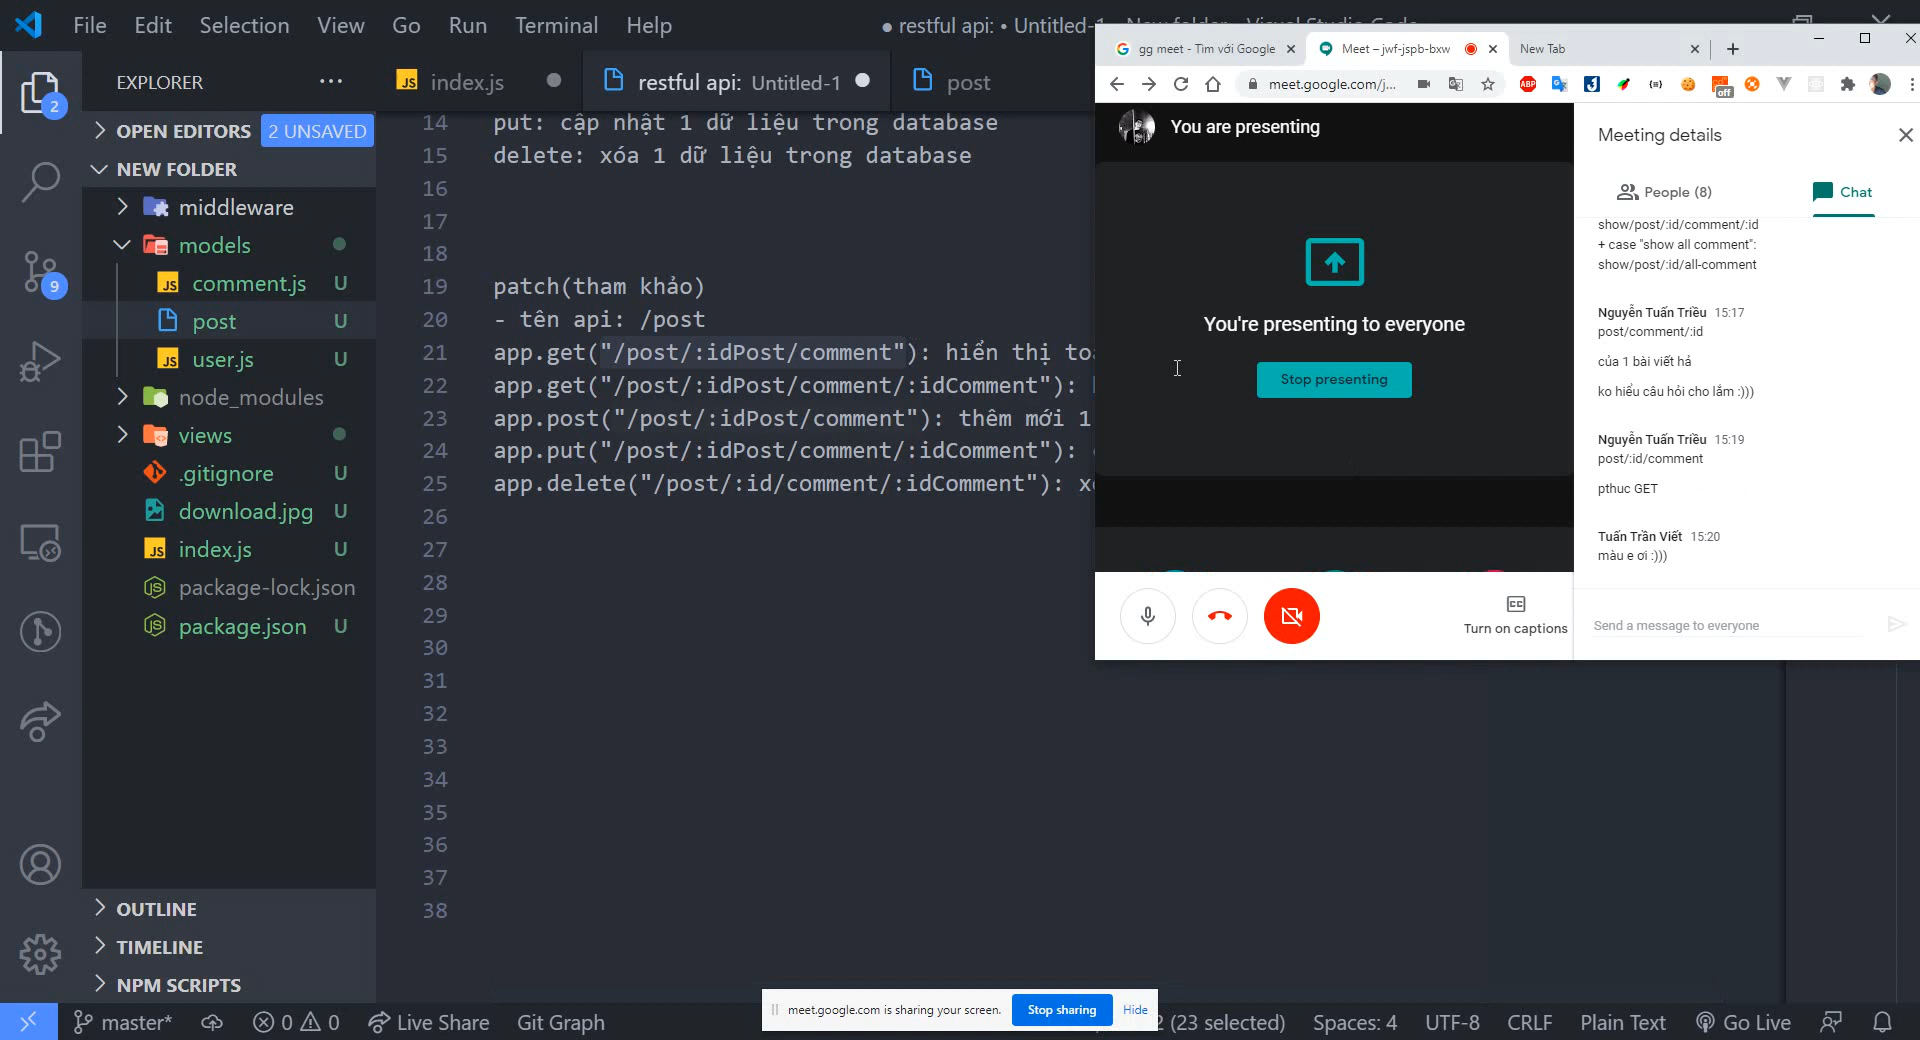 File Edit Selection View Go Run Terminal Help
● restful api: • Untitled-1
EXPLORER
OPEN EDITORS 2 UNSAVED
NEW FOLDER
middleware
models
comment.js U
post U
user.js U
node_modules
views
.gitignore U
download.jpg U
index.js U
package-lock.json
package.json U
OUTLINE
TIMELINE
NPM SCRIPTS
index.js
restful api: Untitled-1
post
14 put: cập nhật 1 dữ liệu trong database
15 delete: xóa 1 dữ liệu trong database
16
17
18
19 patch(tham khảo)
20 - tên api: /post
21 app.get("/post/:idPost/comment"): hiển thị
22 app.get("/post/:idPost/comment/:idComment"):
23 app.post("/post/:idPost/comment"): thêm mới 1
24 app.put("/post/:idPost/comment/:idComment"):
25 app.delete("/post/:id/comment/:idComment"):
26
27
28
29
30
31
32
33
34
35
36
37
38
gg meet - Tìm với Google
Meet – jwf-jspb-bxw
New Tab
meet.google.com/j...
ABP
off
You are presenting
You're presenting to everyone
Stop presenting
Turn on captions
Meeting details
People (8)
Chat
show/post/:id/comment/:id
+ case "show all comment":
show/post/:id/all-comment
Nguyễn Tuấn Triều 15:17
post/comment/:id
của 1 bài viết hả
ko hiểu câu hỏi cho lắm :)))
Nguyễn Tuấn Triều 15:19
post/:id/comment
pthuc GET
Tuấn Trần Viết 15:20
màu e ơi :)))
Send a message to everyone
meet.google.com is sharing your screen.
Stop sharing
Hide
2
9
master*
0 0
Live Share
Git Graph
(23 selected)
Spaces: 4
UTF-8
CRLF
Plain Text
Go Live